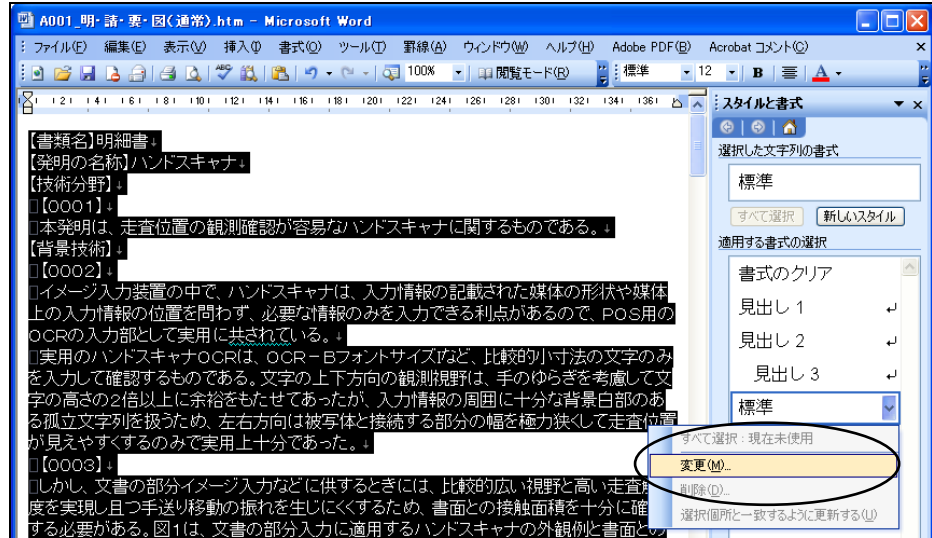 A001_明・請・要・図(通常).htm - Microsoft Word
ファイル(F) 編集(E) 表示(V) 挿入(I) 書式(O) ツール(T) 罫線(A) ウィンドウ(W) ヘルプ(H) Adobe PDF(B) Acrobat コメント(C)
100% 閲覧モード(R) 標準 12 B A
2 4 6 8 10 12 14 16 18 20 22 24 26 28 30 32 34 36
【書類名】明細書↓
【発明の名称】ハンドスキャナ↓
【技術分野】↓
□【0001】↓
□本発明は、走査位置の観測確認が容易なハンドスキャナに関するものである。↓
【背景技術】↓
□【0002】↓
□イメージ入力装置の中で、ハンドスキャナは、入力情報の記載された媒体の形状や媒体
上の入力情報の位置を問わず、必要な情報のみを入力できる利点があるので、POS用の
OCRの入力部として実用に共されている。↓
□実用のハンドスキャナOCRは、OCR-Bフォントサイズなど、比較的小寸法の文字のみ
を入力して確認するものである。文字の上下方向の観測視野は、手のゆらぎを考慮して文
字の高さの2倍以上に余裕をもたせてあったが、入力情報の周囲に十分な背景白部のあ
る孤立文字列を扱うため、左右方向は被写体と接続する部分の幅を極力狭くして走査位置
が見えやすくするのみで実用上十分であった。↓
□【0003】↓
□しかし、文書の部分イメージ入力などに供するときには、比較的広い視野と高い走査
度を実現し且つ手送り移動の振れを生じにくくするため、書面との接触面積を十分に確
する必要がある。図1は、文書の部分入力に適用するハンドスキャナの外観例と書面との
スタイルと書式
選択した文字列の書式
標準
すべて選択 新しいスタイル
適用する書式の選択
書式のクリア
見出し 1 ↵
見出し 2 ↵
見出し 3 ↵
標準
すべて選択 : 現在未使用
変更(M)...
削除(D)...
選択個所と一致するように更新する(U)